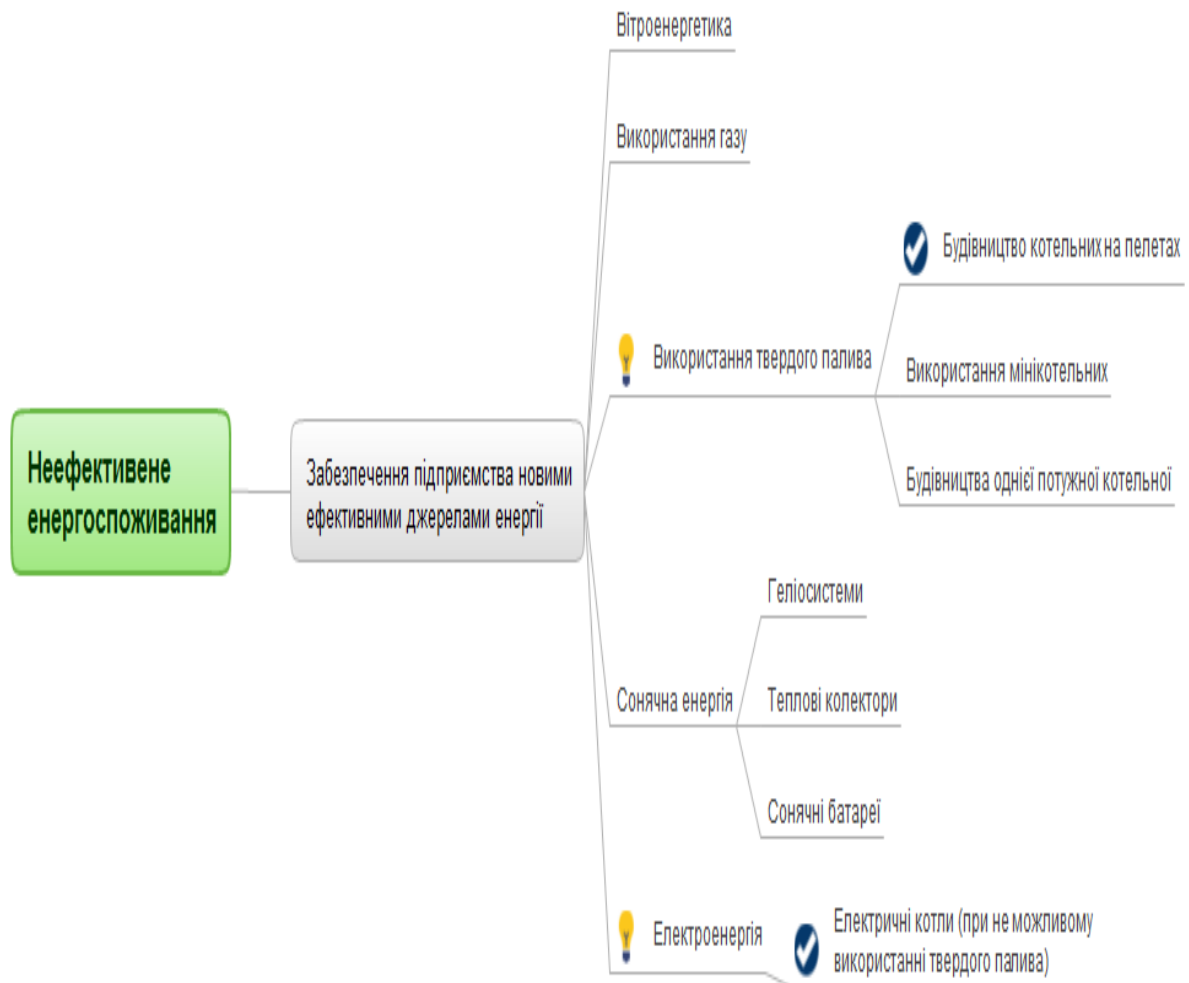 Вітроенергетика
Використання газу
Будівництво котельних на пелетах
Використання твердого палива
Використання мінікотельних
Неефективене
енергоспоживання
Забезпечення підприємства новими
ефективними джерелами енергії
Будівництва однієї потужної котельної
Геліосистеми
Сонячна енергія
Теплові колектори
Сонячні батареї
Електроенергія
Електричні котли (при не можливому
використанні твердого палива)